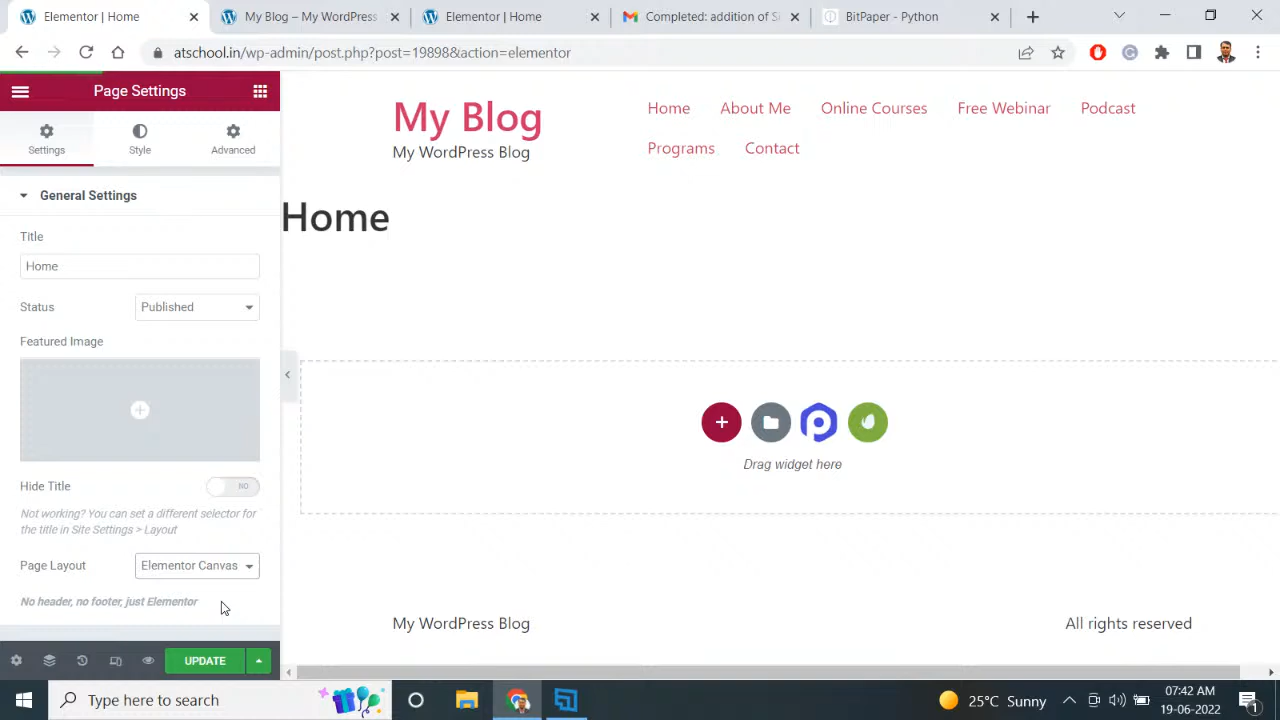 Elementor | Home
My Blog – My WordPress
Elementor | Home
Completed: addition of Si
BitPaper - Python
atschool.in/wp-admin/post.php?post=19898&action=elementor
Page Settings
Settings
Style
Advanced
General Settings
Title
Home
Status
Published
Featured Image
Hide Title
NO
Not working? You can set a different selector for
the title in Site Settings > Layout
Page Layout
Elementor Canvas
No header, no footer, just Elementor
UPDATE
My Blog
My WordPress Blog
Home
About Me
Online Courses
Free Webinar
Podcast
Programs
Contact
Home
Drag widget here
My WordPress Blog
All rights reserved
Type here to search
25°C Sunny
07:42 AM
19-06-2022
1